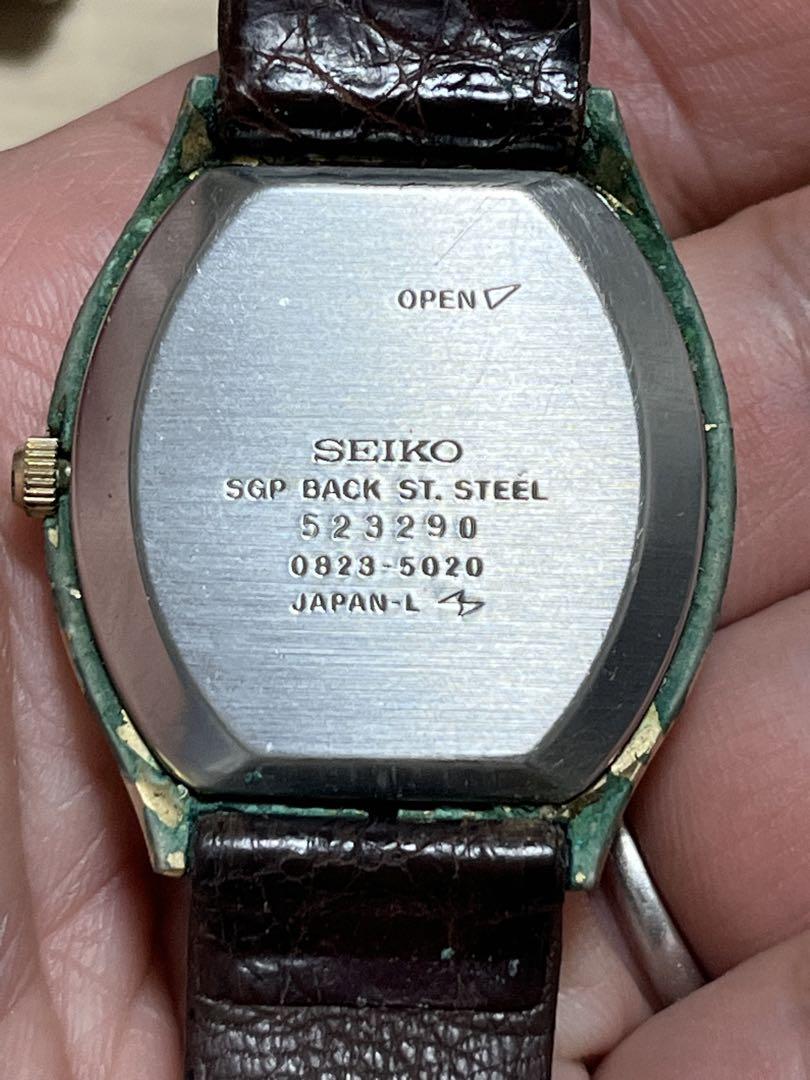 OPEN
SEIKO
SGP BACK ST. STEEL
523290
0823-5020
JAPAN-L